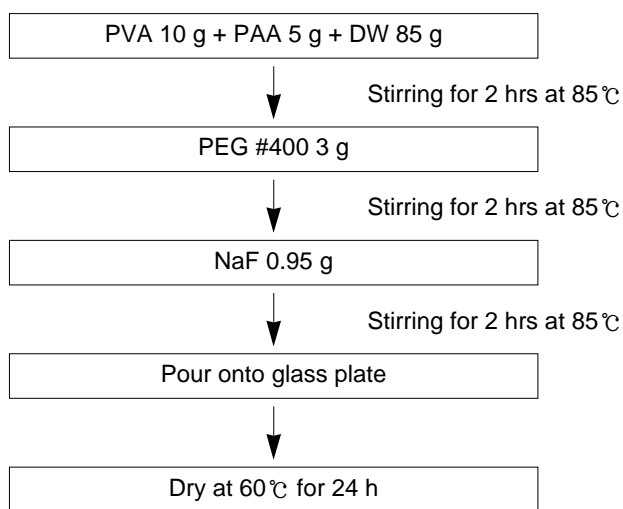 PVA 10 g + PAA 5 g + DW 85 g
Stirring for 2 hrs at 85℃
PEG #400 3 g
Stirring for 2 hrs at 85℃
NaF 0.95 g
Stirring for 2 hrs at 85℃
Pour onto glass plate
Dry at 60℃ for 24 h